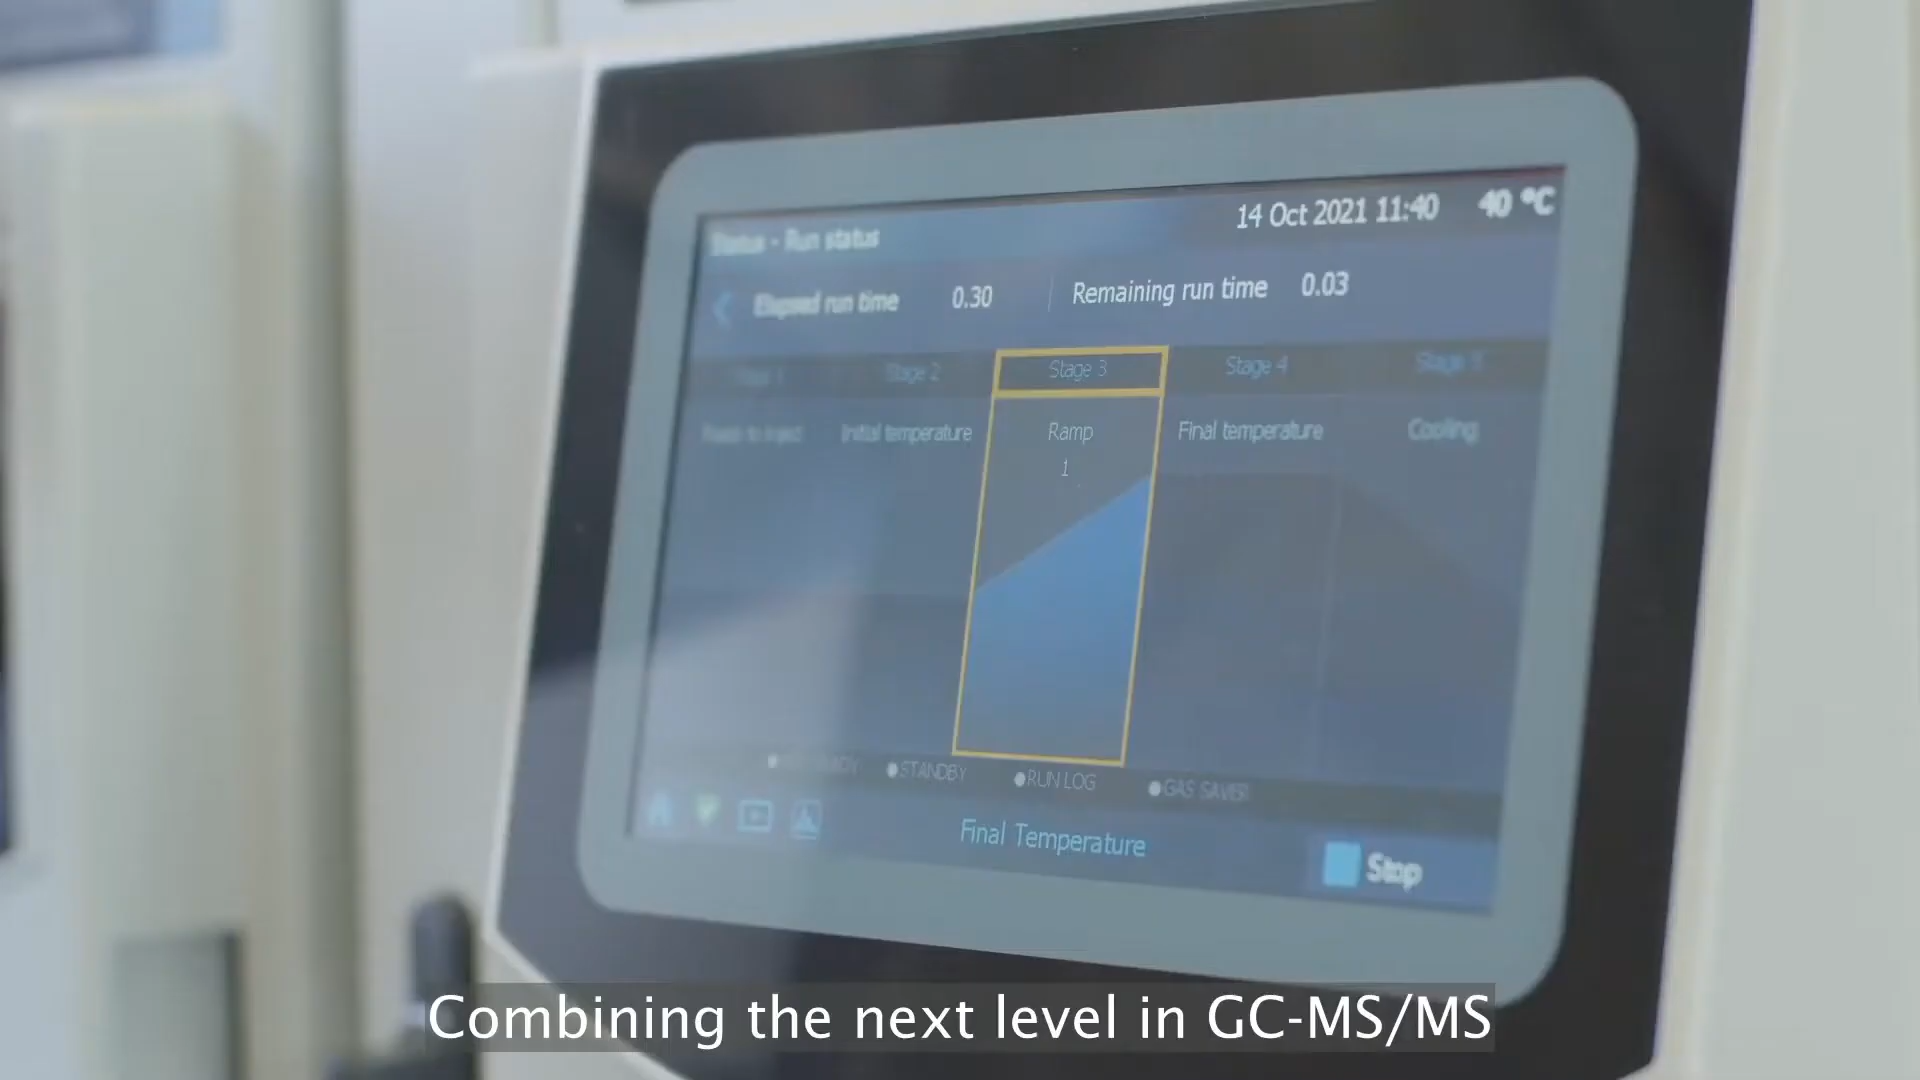 14 Oct 2021 11:40 40 °C
Status - Run status
Elapsed run time 0.30 Remaining run time 0.03
Stage 2 Stage 3 Stage 4
Initial temperature Ramp Final temperature Cooling
1
STANDBY RUN LOG GAS SAVER
Final Temperature
Stop
Combining the next level in GC-MS/MS